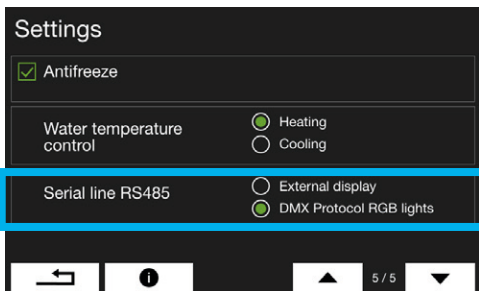 Settings
Antifreeze
Water temperature
control
Heating
Cooling
Serial line RS485
External display
DMX Protocol RGB lights
5/5